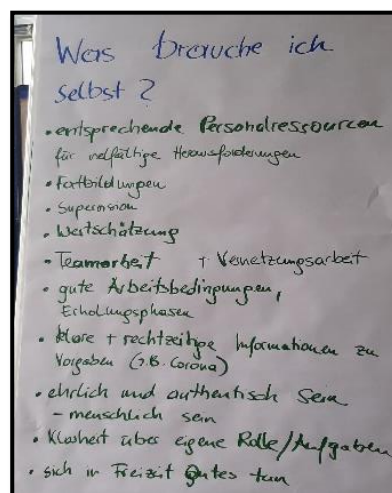 Was brauche ich
selbst?
• entsprechende Personalressourcen
für vielfältige Herausforderungen
• Fortbildungen
• Supervision
• Wertschätzung
• Teamarbeit + Vernetzungsarbeit
• gute Arbeitsbedingungen,
Erholungsphasen
• klare + rechtzeitige Informationen zu
Vorgaben (z.B. Corona)
• ehrlich und authentisch sein
– menschlich sein
• Klarheit über eigene Rolle/Aufgaben
• sich in Freizeit Gutes tun